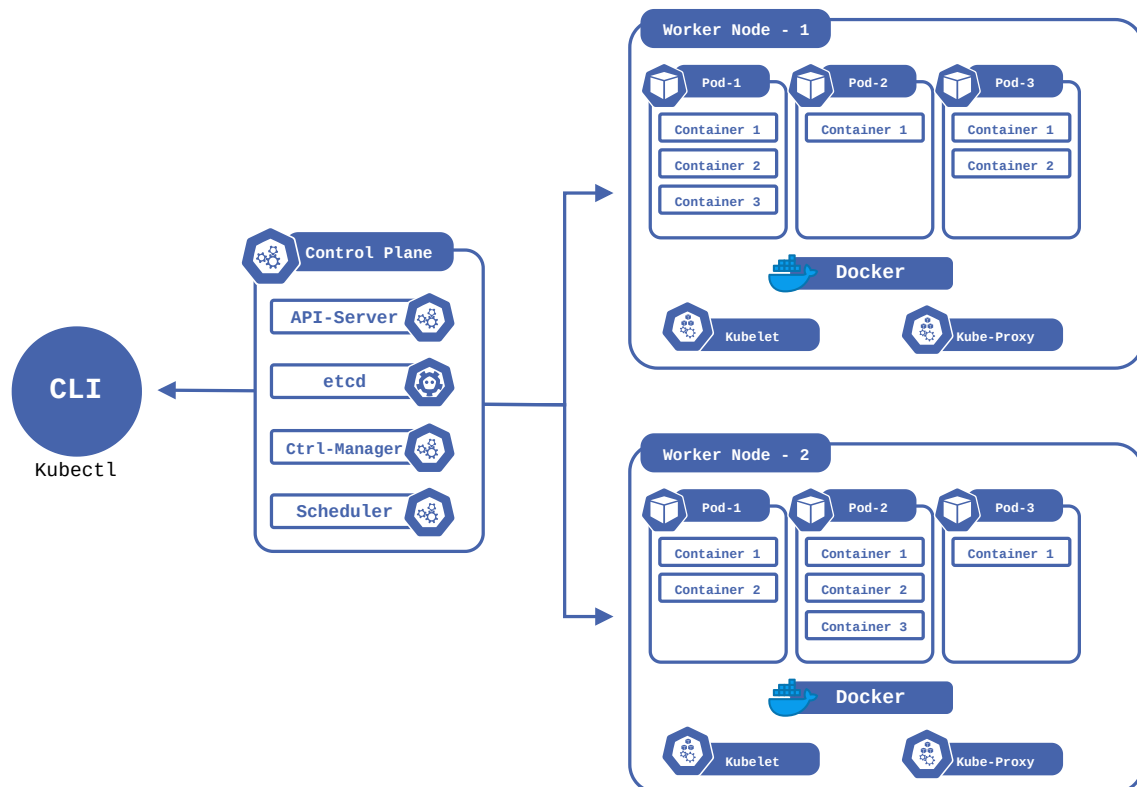 Worker Node - 1
Pod-1
Pod-2
Pod-3
Container 1
Container 1
Container 1
Container 2
Container 2
Container 3
Docker
Kubelet
Kube-Proxy
Control Plane
API-Server
etcd
Ctrl-Manager
Scheduler
CLI
Kubectl
Worker Node - 2
Pod-1
Pod-2
Pod-3
Container 1
Container 1
Container 1
Container 2
Container 2
Container 3
Docker
Kubelet
Kube-Proxy